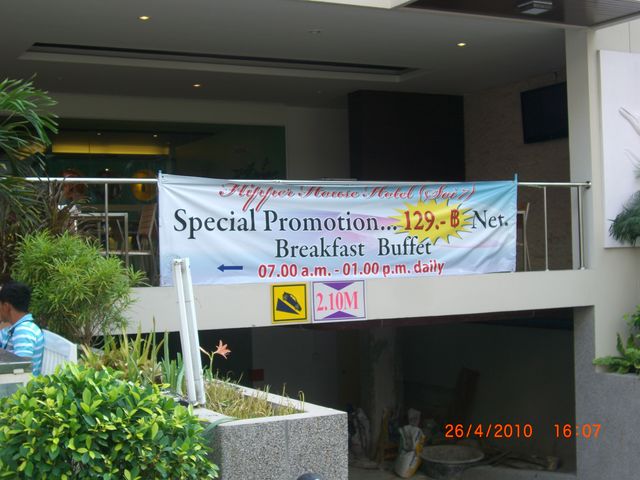 Flipper House Hotel (Soi 7)
Special Promotion... 129.- ฿ Net.
Breakfast Buffet
07.00 a.m. - 01.00 p.m. daily
2.10M
26/4/2010 16:07